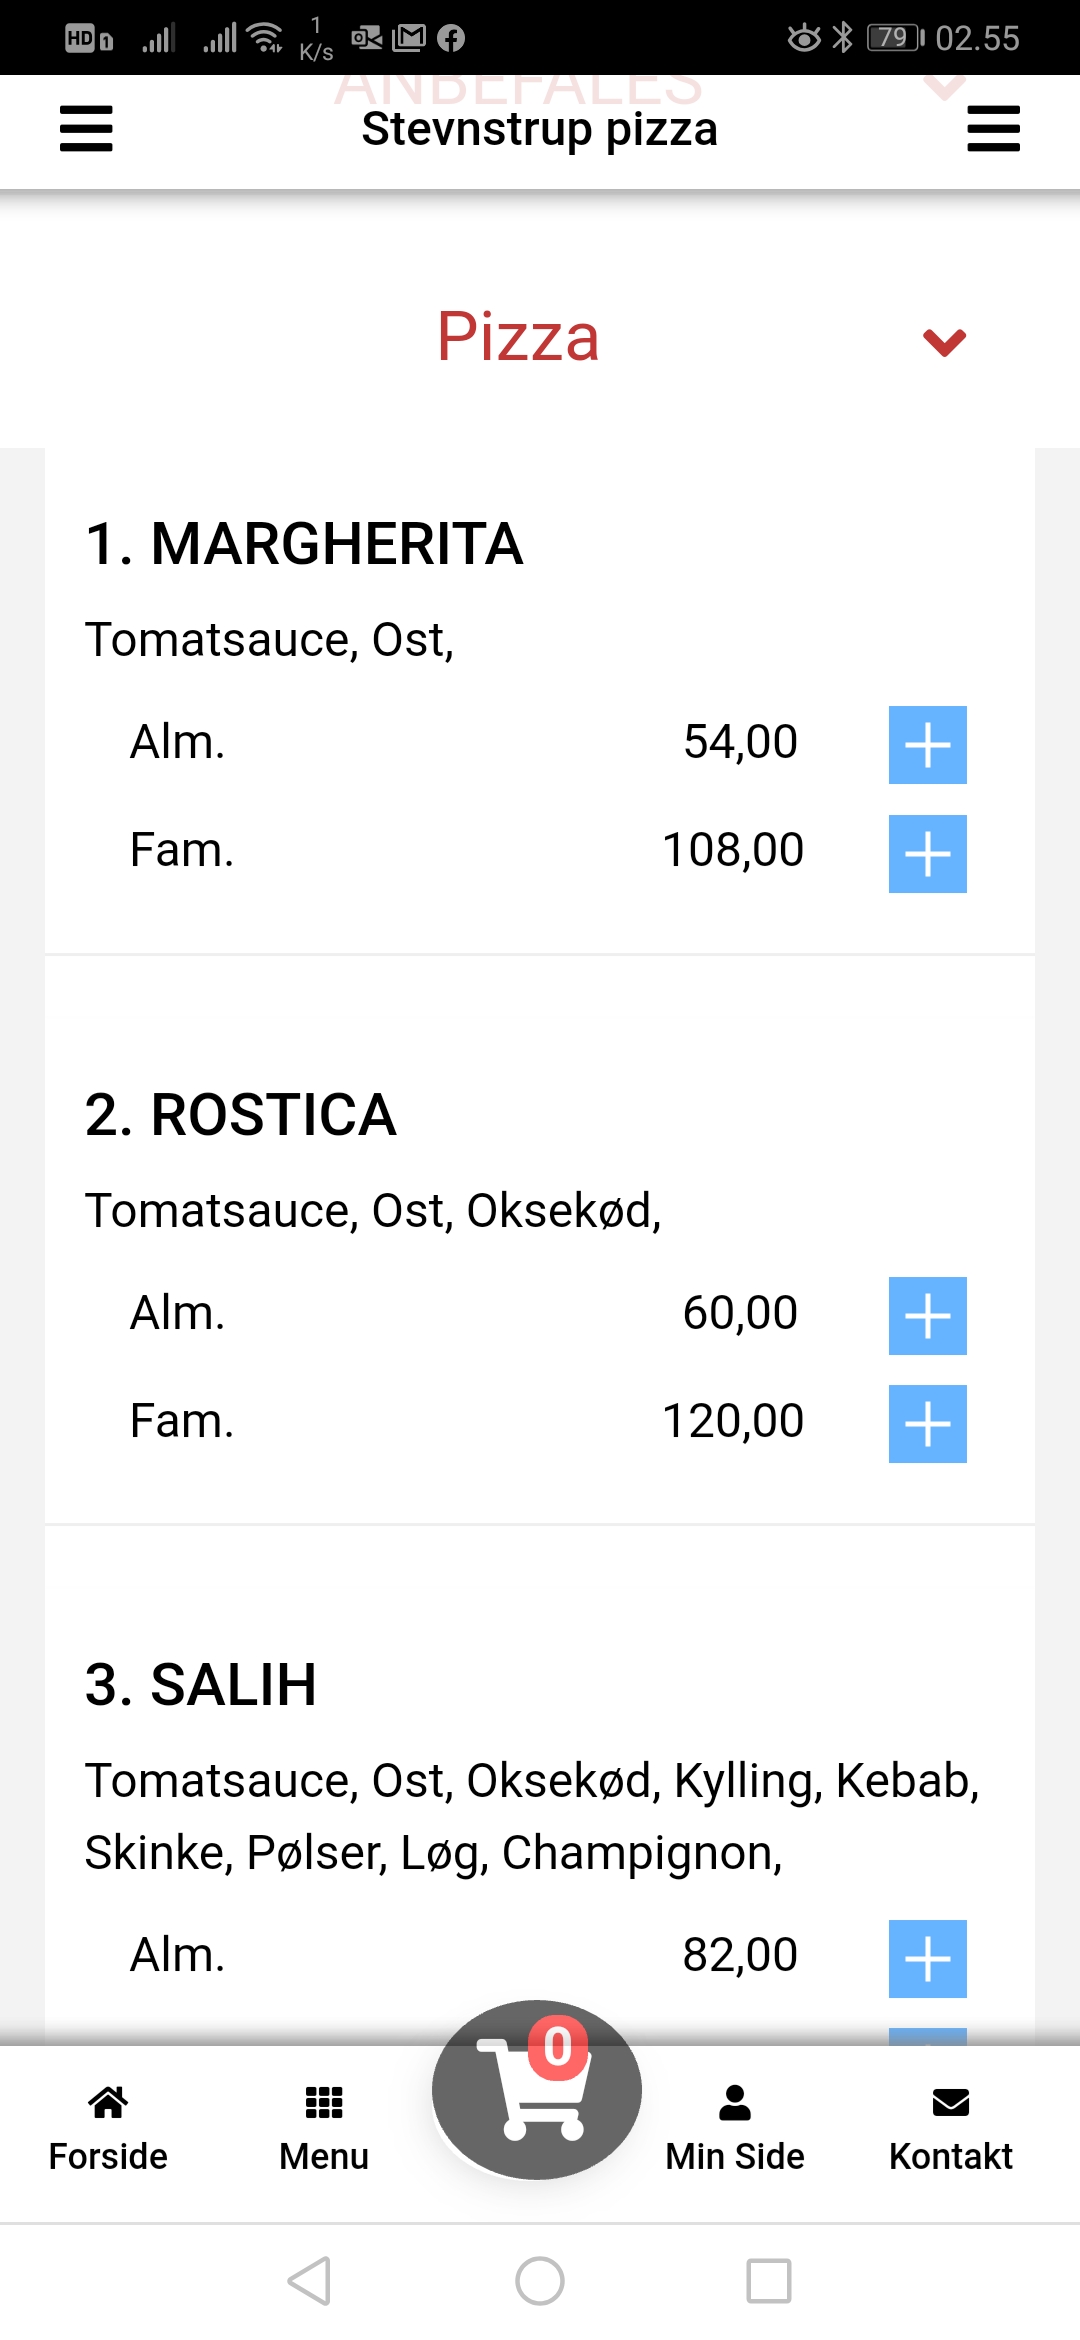 HD 1 1 K/s 79 02.55
ANBEFALES
Stevnstrup pizza
Pizza
1. MARGHERITA
Tomatsauce, Ost,
Alm. 54,00
Fam. 108,00
2. ROSTICA
Tomatsauce, Ost, Oksekød,
Alm. 60,00
Fam. 120,00
3. SALIH
Tomatsauce, Ost, Oksekød, Kylling, Kebab,
Skinke, Pølser, Løg, Champignon,
Alm. 82,00
0
Forside Menu Min Side Kontakt